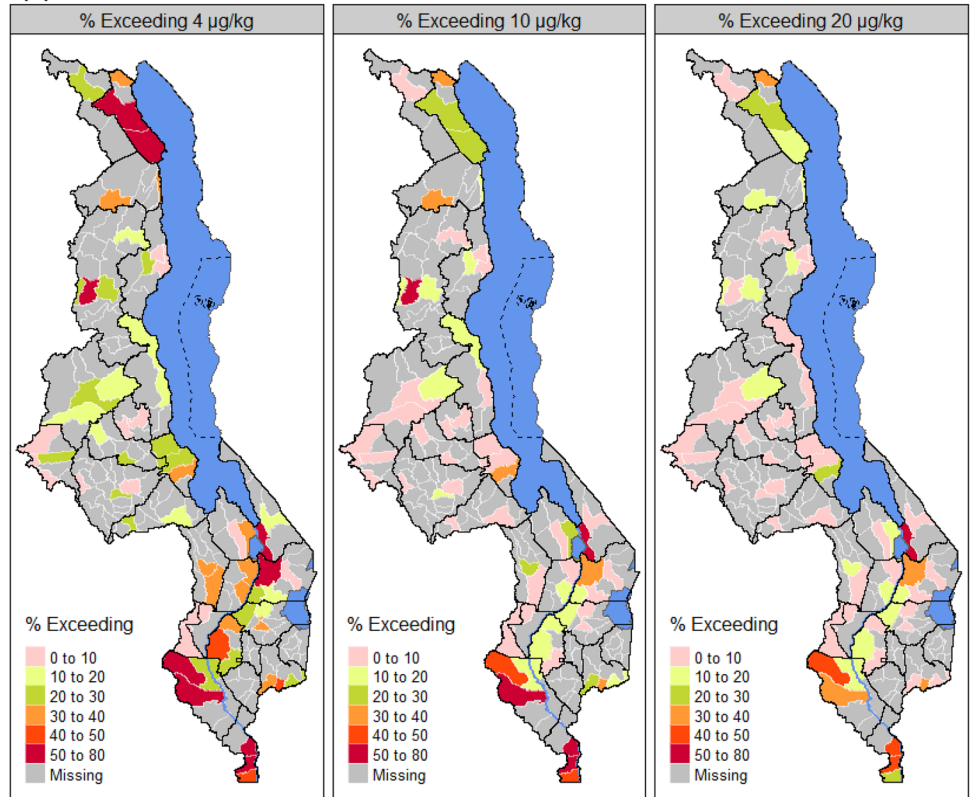 % Exceeding 4 µg/kg
% Exceeding 10 µg/kg
% Exceeding 20 µg/kg
% Exceeding
0 to 10
10 to 20
20 to 30
30 to 40
40 to 50
50 to 80
Missing
% Exceeding
0 to 10
10 to 20
20 to 30
30 to 40
40 to 50
50 to 80
Missing
% Exceeding
0 to 10
10 to 20
20 to 30
30 to 40
40 to 50
50 to 80
Missing